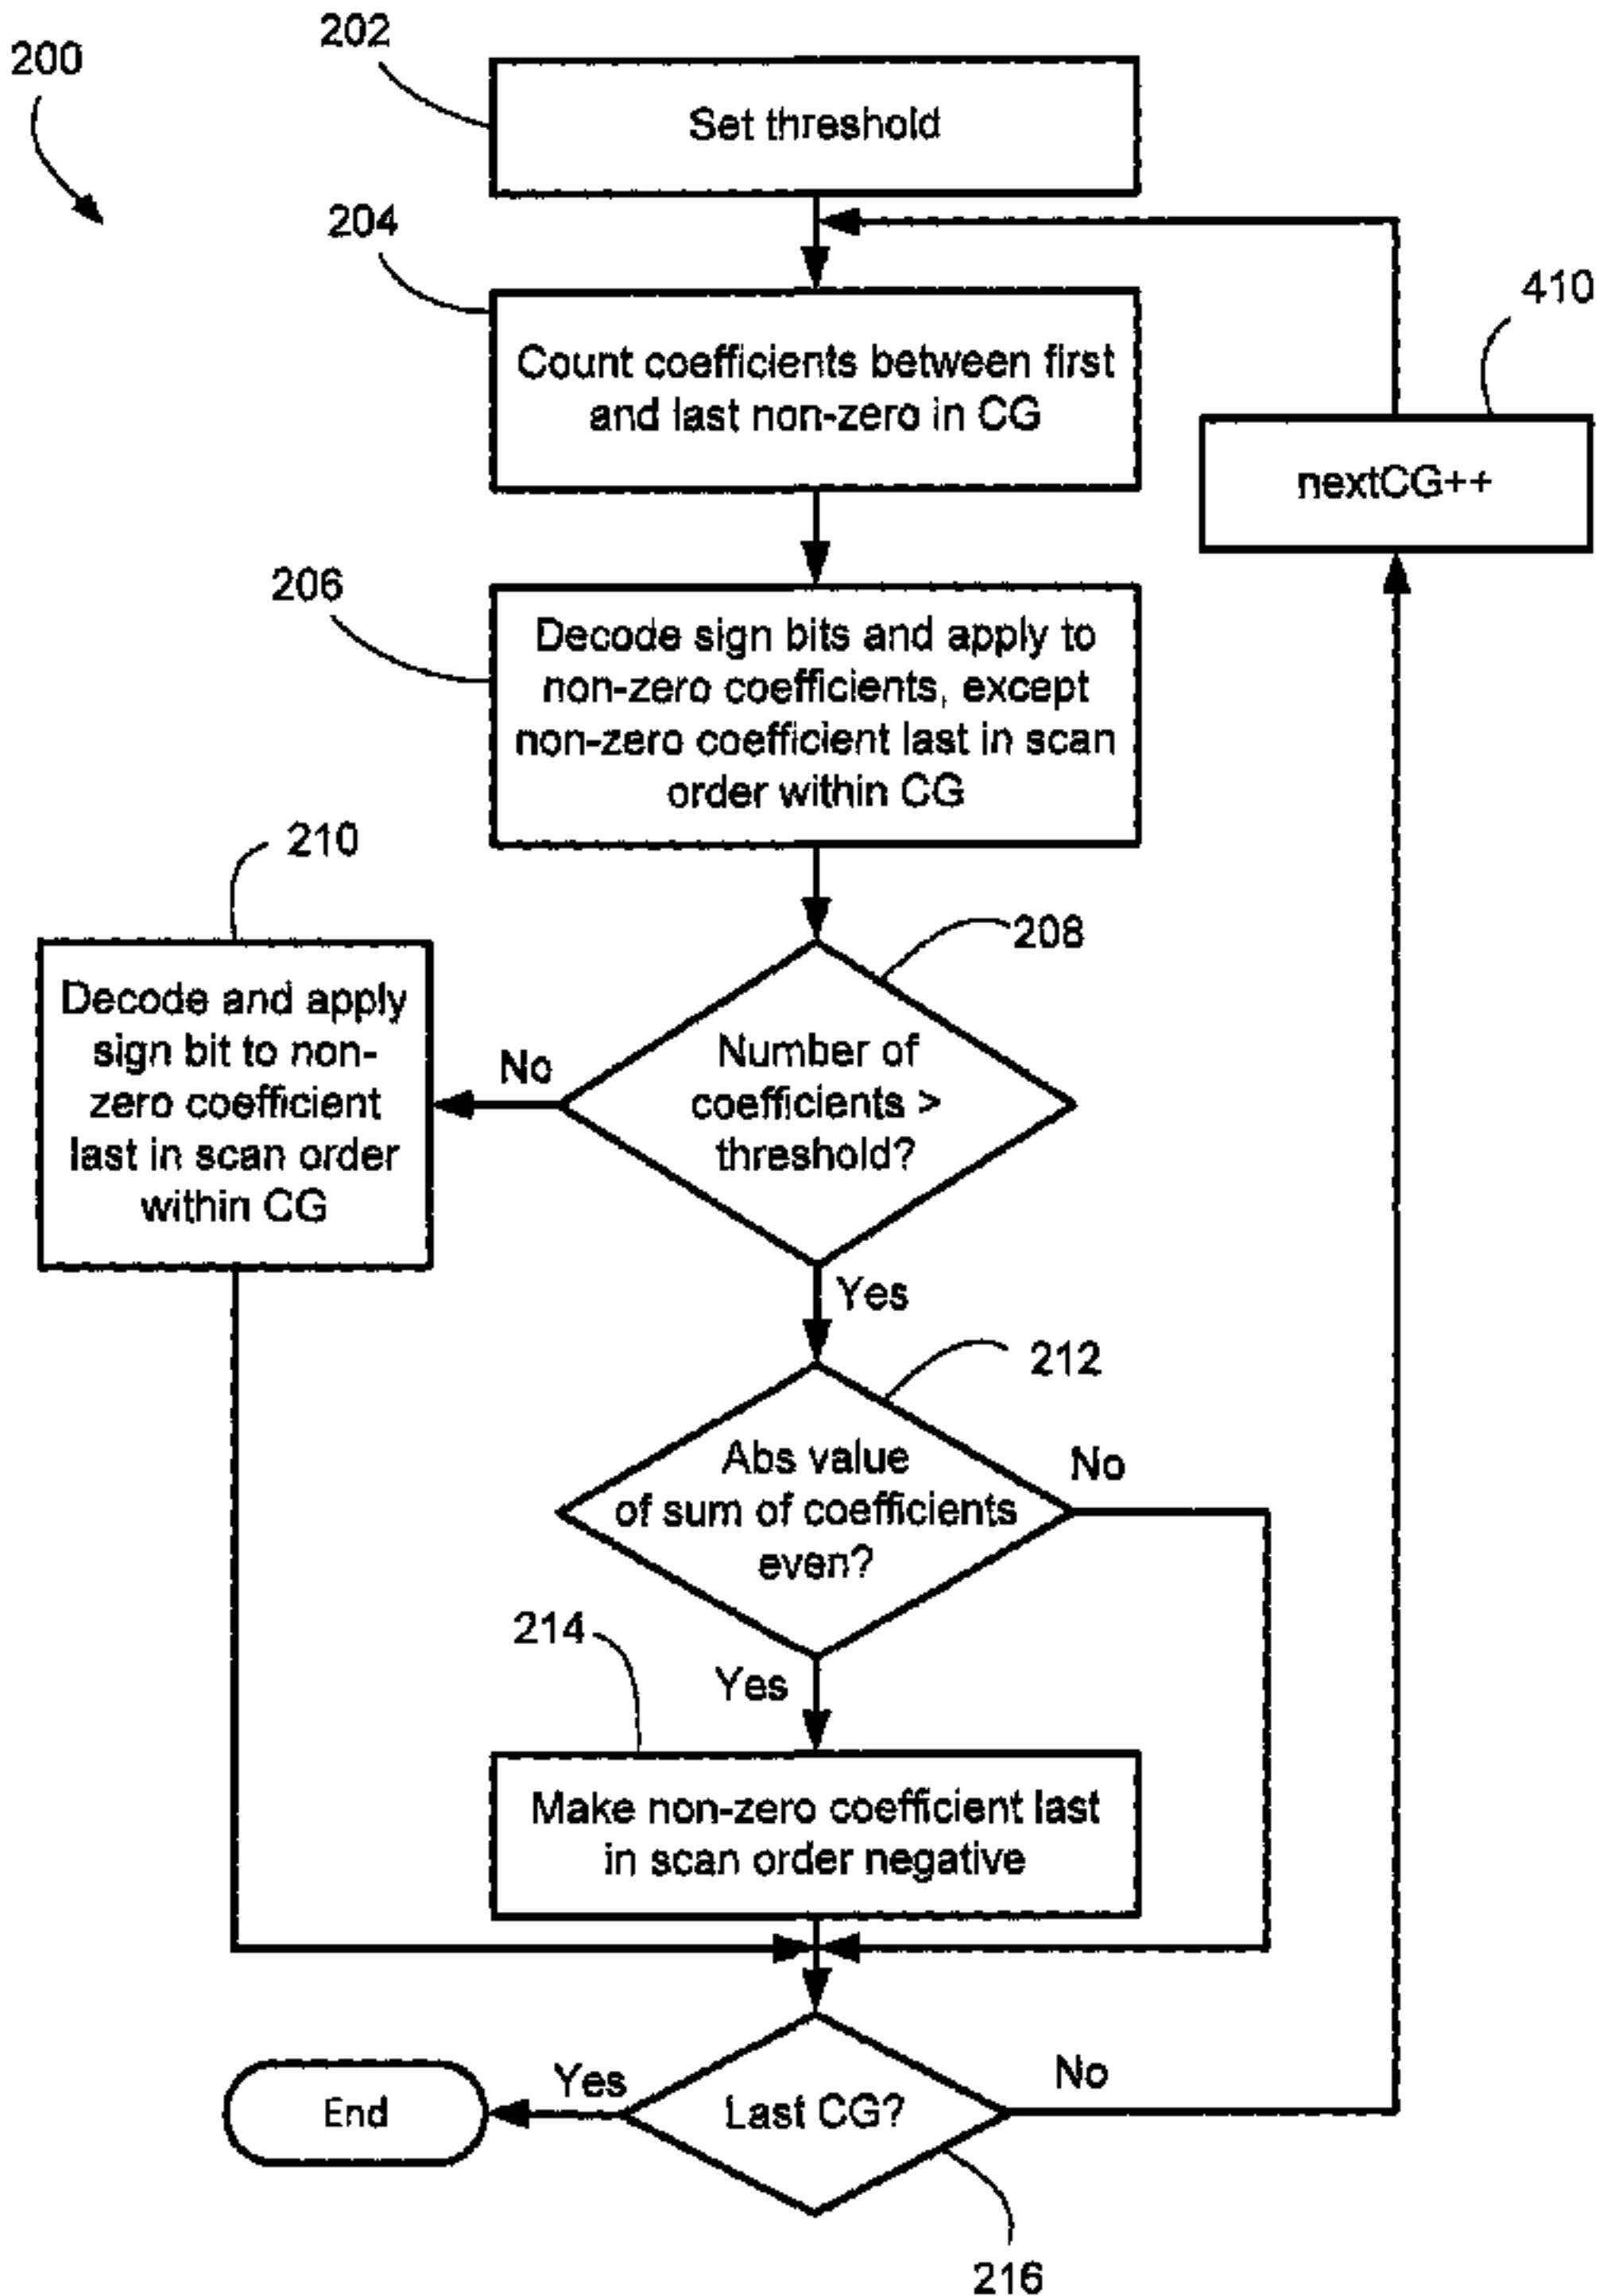 200
202
Set threshold
204
Count coefficients between first
and last non-zero in CG
410
nextCG++
206
Decode sign bits and apply to
non-zero coefficients, except
non-zero coefficient last in scan
order within CG
210
Decode and apply
sign bit to non-
zero coefficient
last in scan order
within CG
208
Number of
coefficients >
threshold?
No
Yes
212
Abs value
of sum of coefficients
even?
No
214
Yes
Make non-zero coefficient last
in scan order negative
End
Yes
Last CG?
No
216